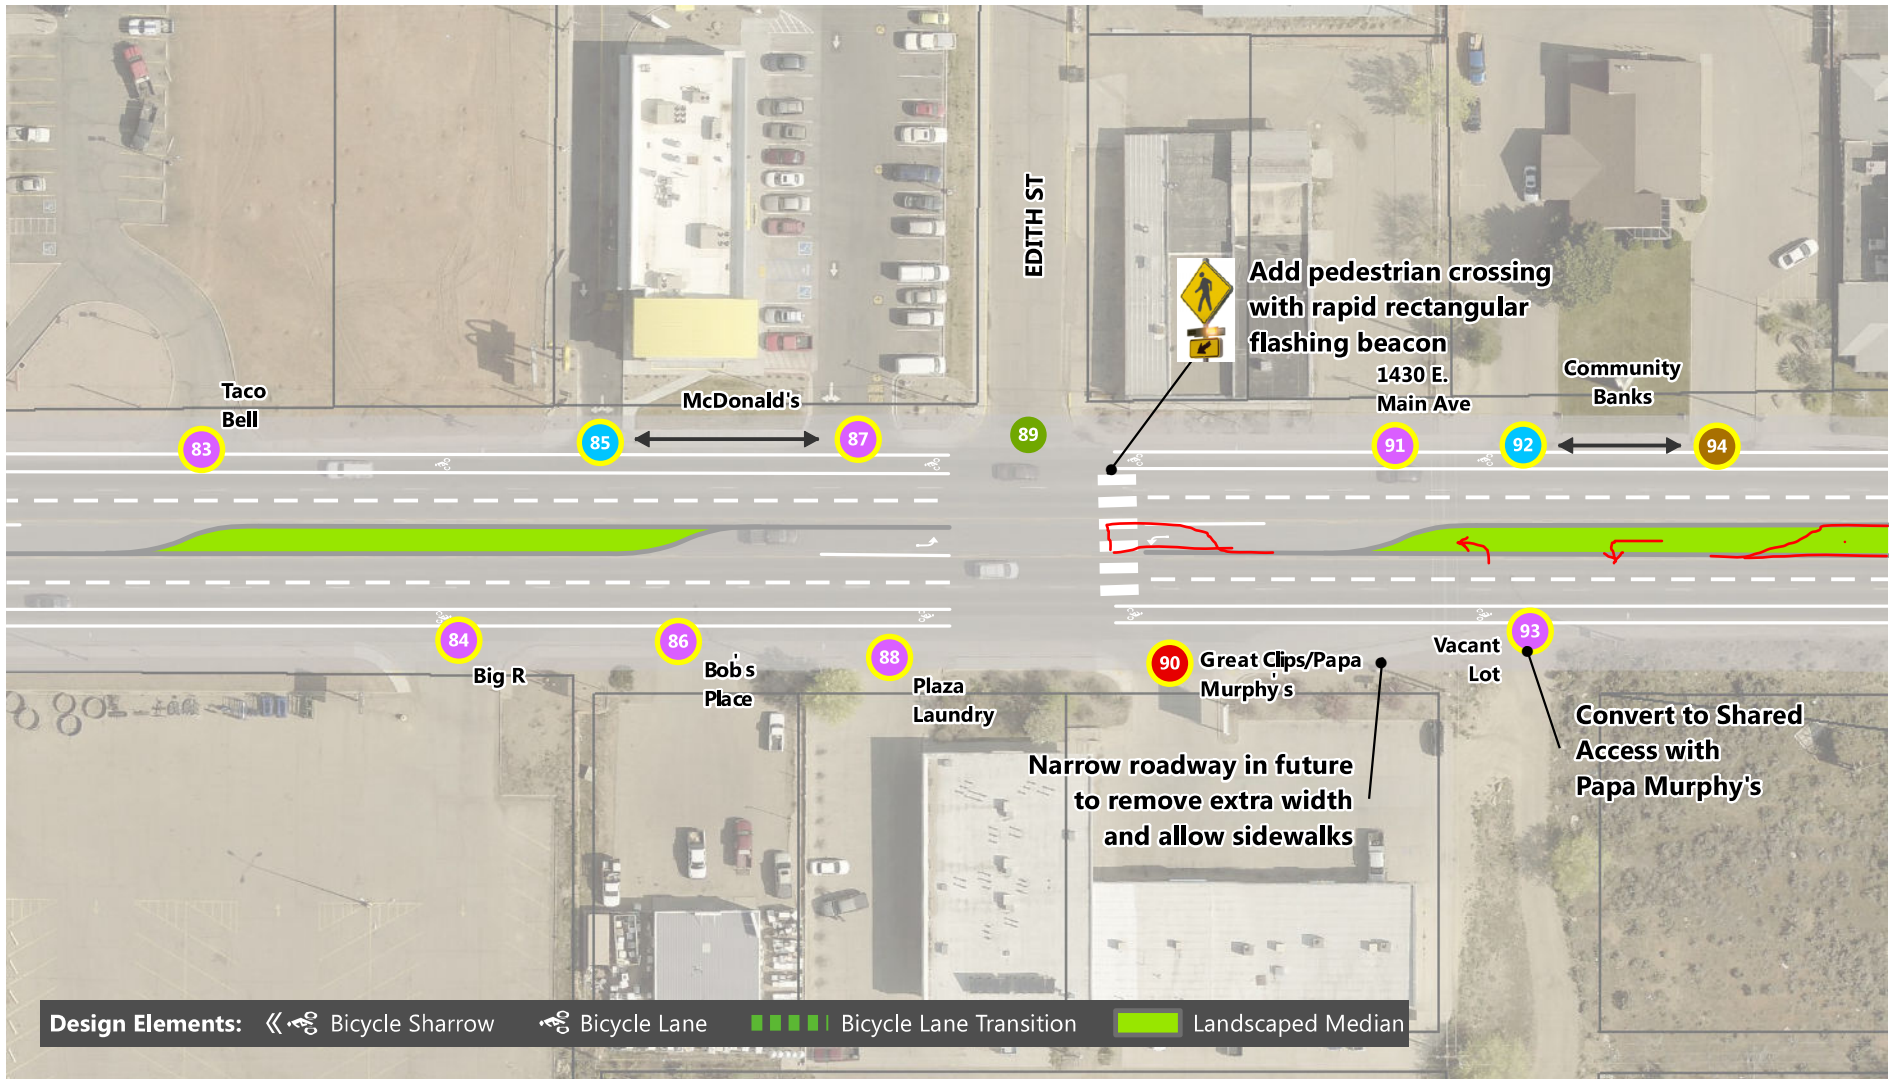 EDITH ST
Add pedestrian crossing
with rapid rectangular
flashing beacon
1430 E.
Main Ave
Community
Banks
Taco
Bell
McDonald's
83
85
87
89
91
92
94
84
Big R
86
Bob's
Place
88
Plaza
Laundry
90
Great Clips/Papa
Murphy's
Vacant
Lot
93
Convert to Shared
Access with
Papa Murphy's
Narrow roadway in future
to remove extra width
and allow sidewalks
Design Elements: Bicycle Sharrow Bicycle Lane Bicycle Lane Transition Landscaped Median